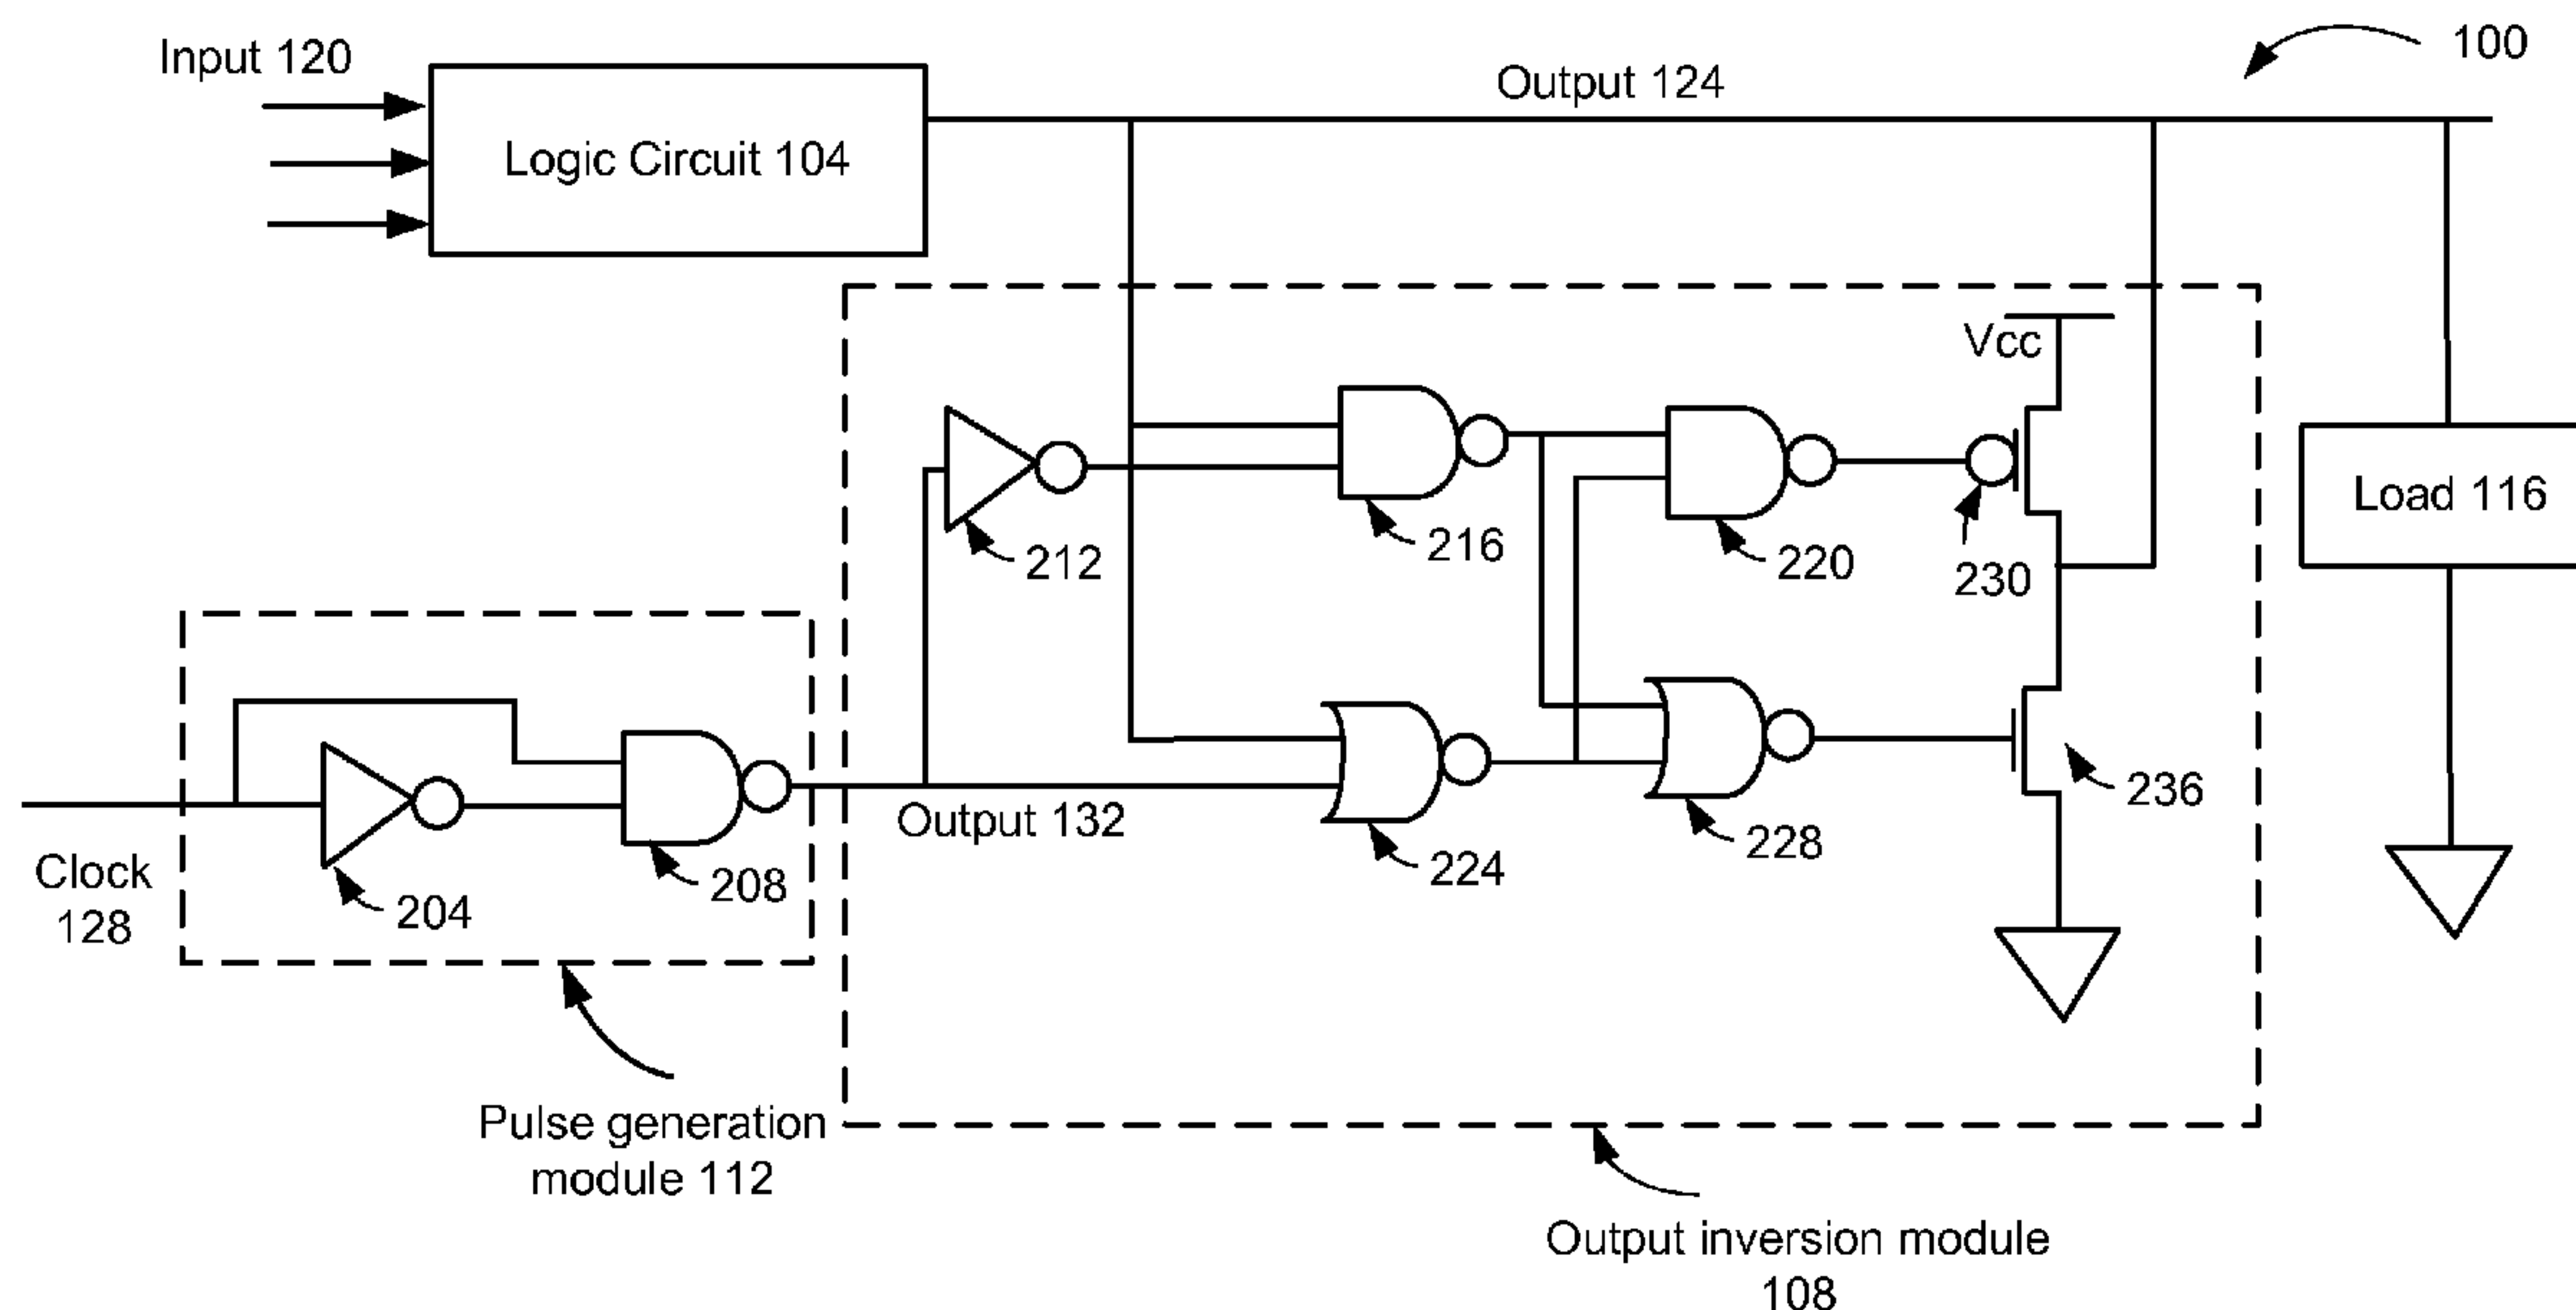 Input 120
Logic Circuit 104
Output 124
100
Vcc
Load 116
212
216
220
230
Clock
128
204
208
Output 132
224
228
236
Pulse generation
module 112
Output inversion module
108